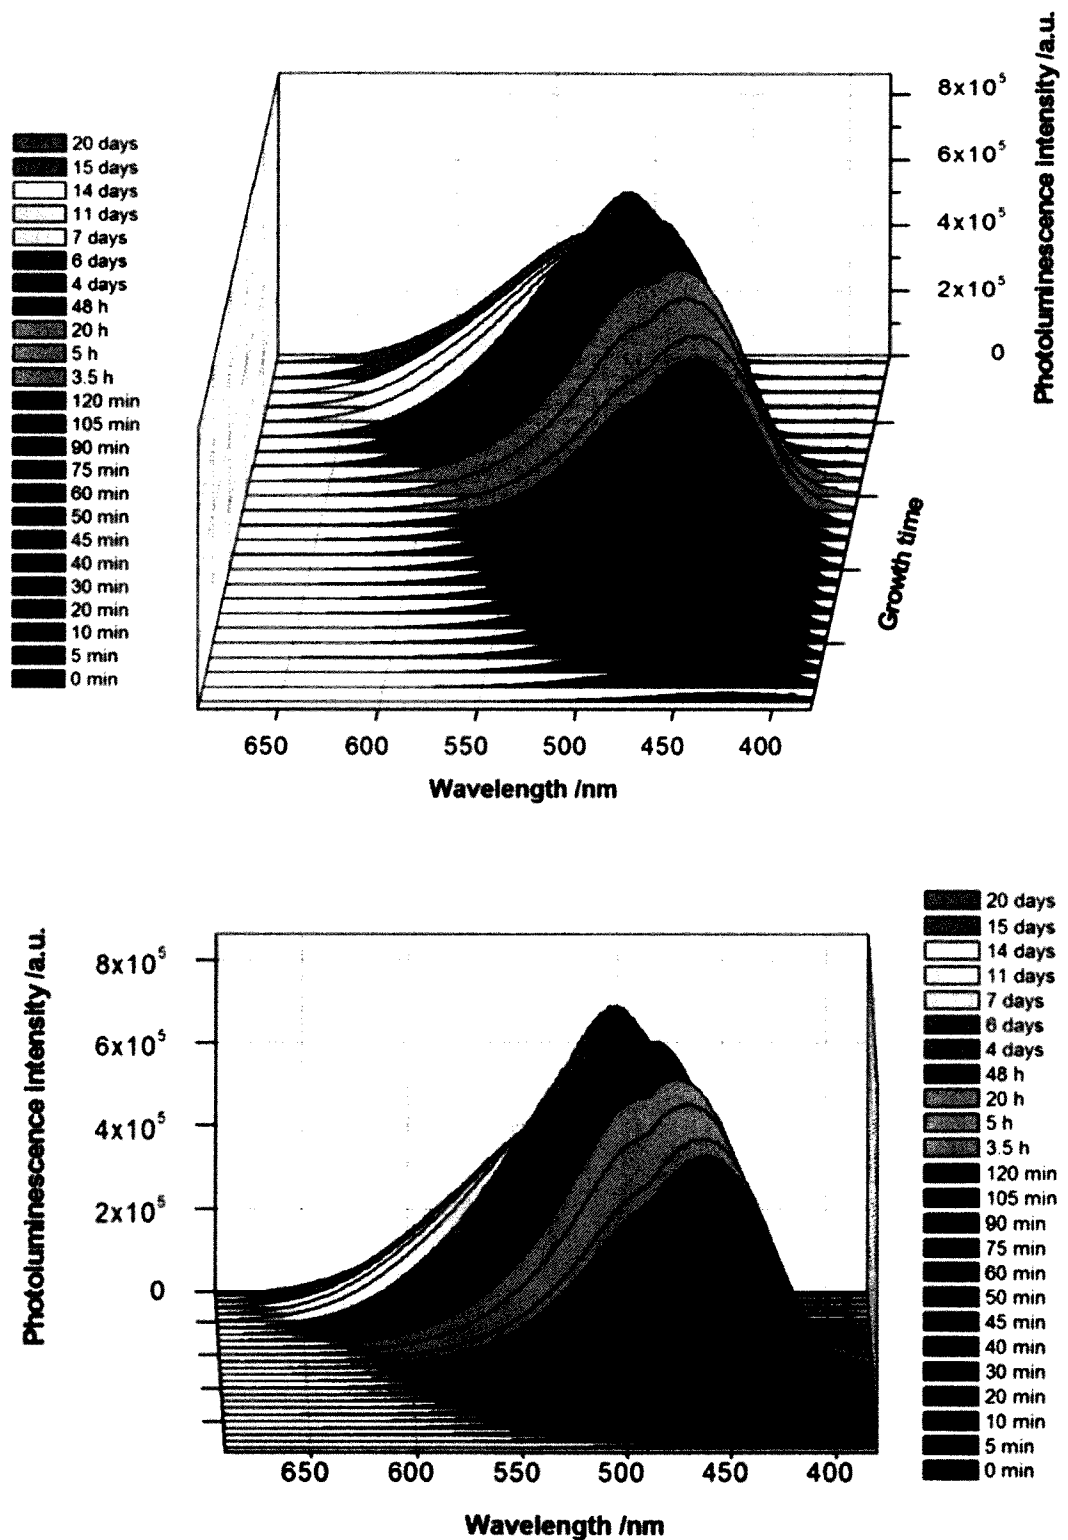 Photoluminescence intensity /a.u.
8x10⁵
6x10⁵
4x10⁵
2x10⁵
0
20 days
15 days
14 days
11 days
7 days
6 days
4 days
48 h
20 h
5 h
3.5 h
120 min
105 min
90 min
75 min
60 min
50 min
45 min
40 min
30 min
20 min
10 min
5 min
0 min
Growth time
650 600 550 500 450 400
Wavelength /nm
Photoluminescence intensity /a.u.
8x10⁵
6x10⁵
4x10⁵
2x10⁵
0
20 days
15 days
14 days
11 days
7 days
6 days
4 days
48 h
20 h
5 h
3.5 h
120 min
105 min
90 min
75 min
60 min
50 min
45 min
40 min
30 min
20 min
10 min
5 min
0 min
650 600 550 500 450 400
Wavelength /nm